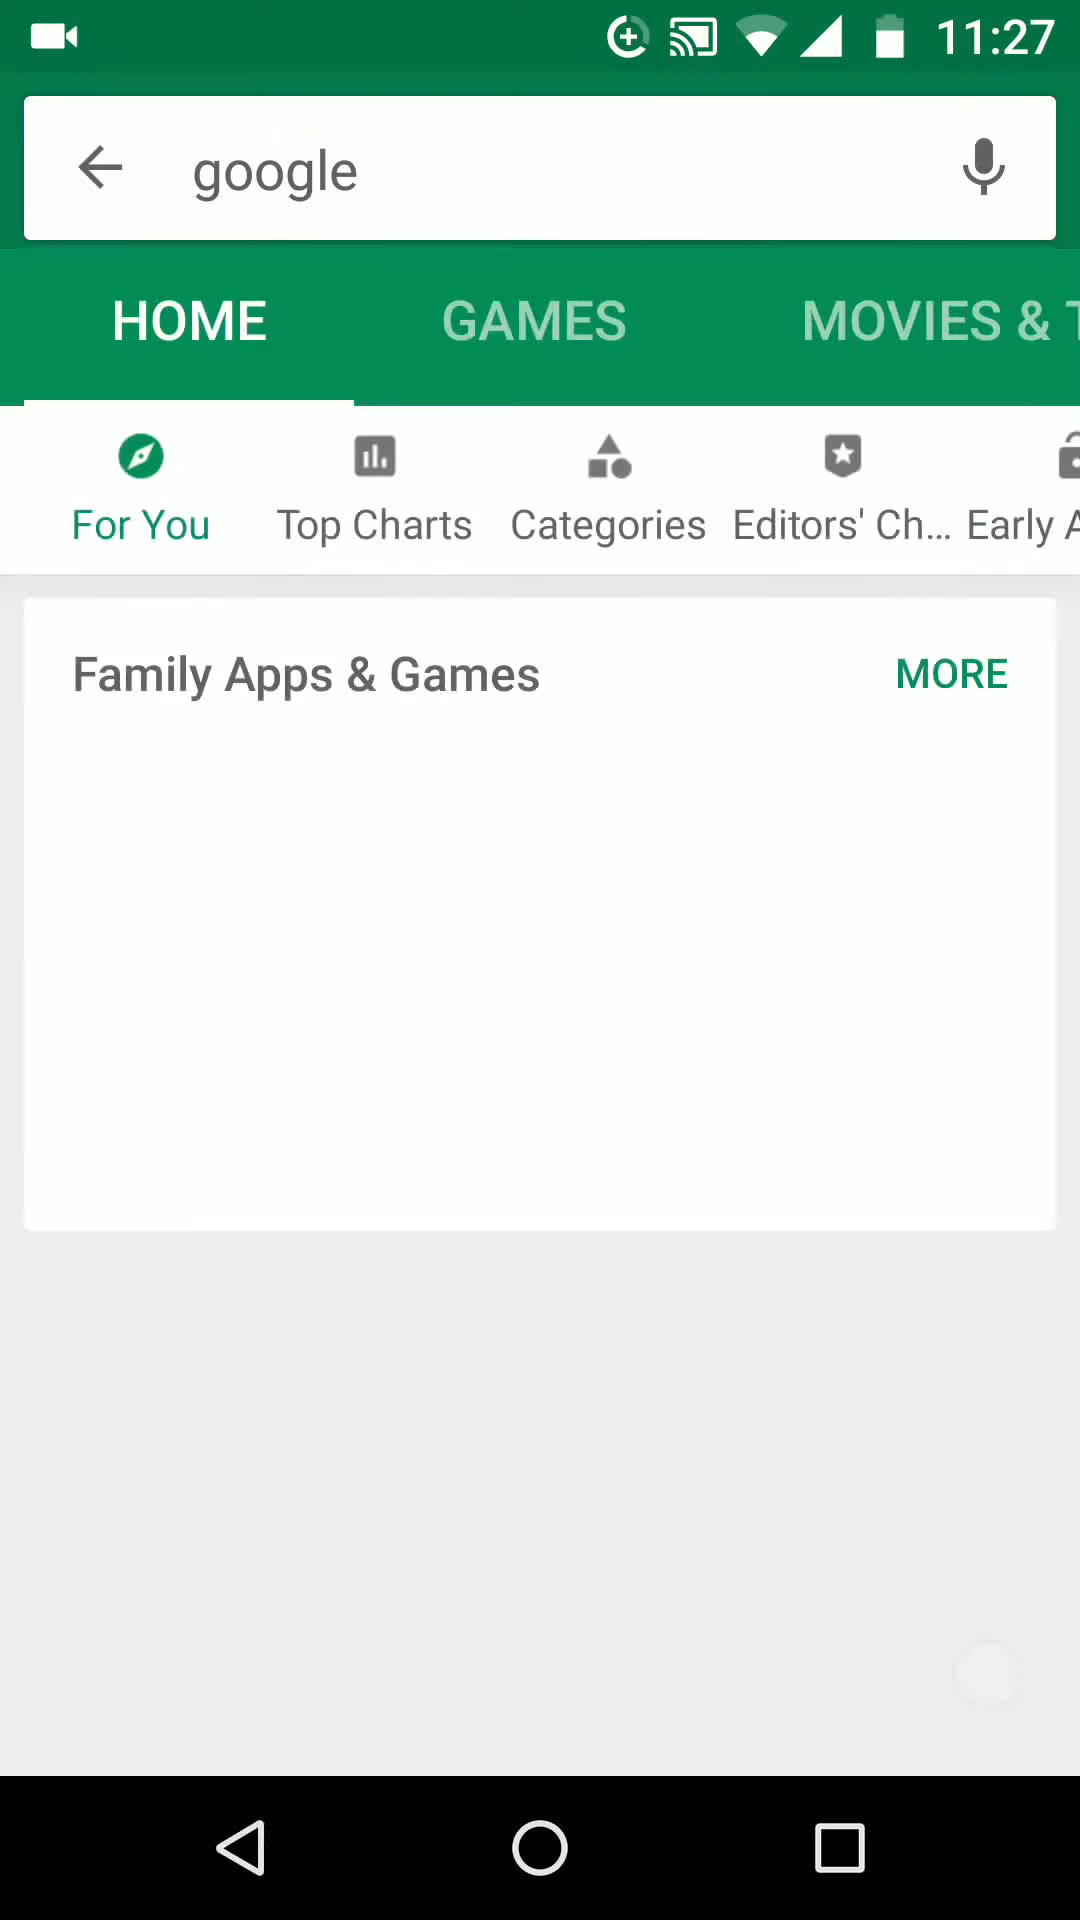 11:27
google
HOME GAMES MOVIES & T
For You Top Charts Categories Editors' Ch... Early A
Family Apps & Games MORE